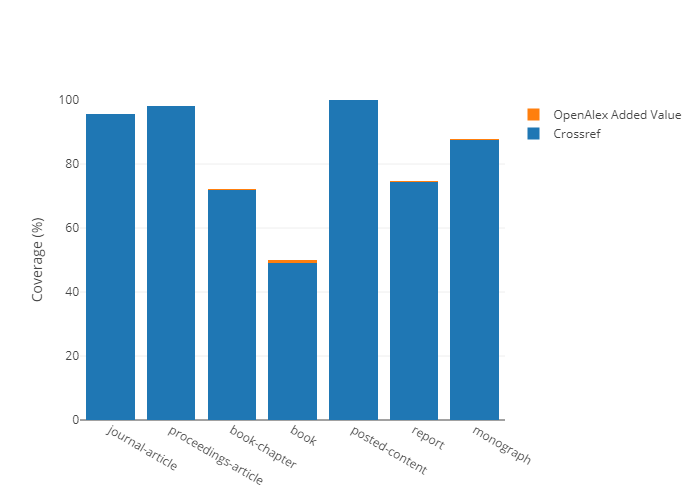 100
80
60
40
20
0
Coverage (%)
journal-article
proceedings-article
book-chapter
book
posted-content
report
monograph
OpenAlex Added Value
Crossref